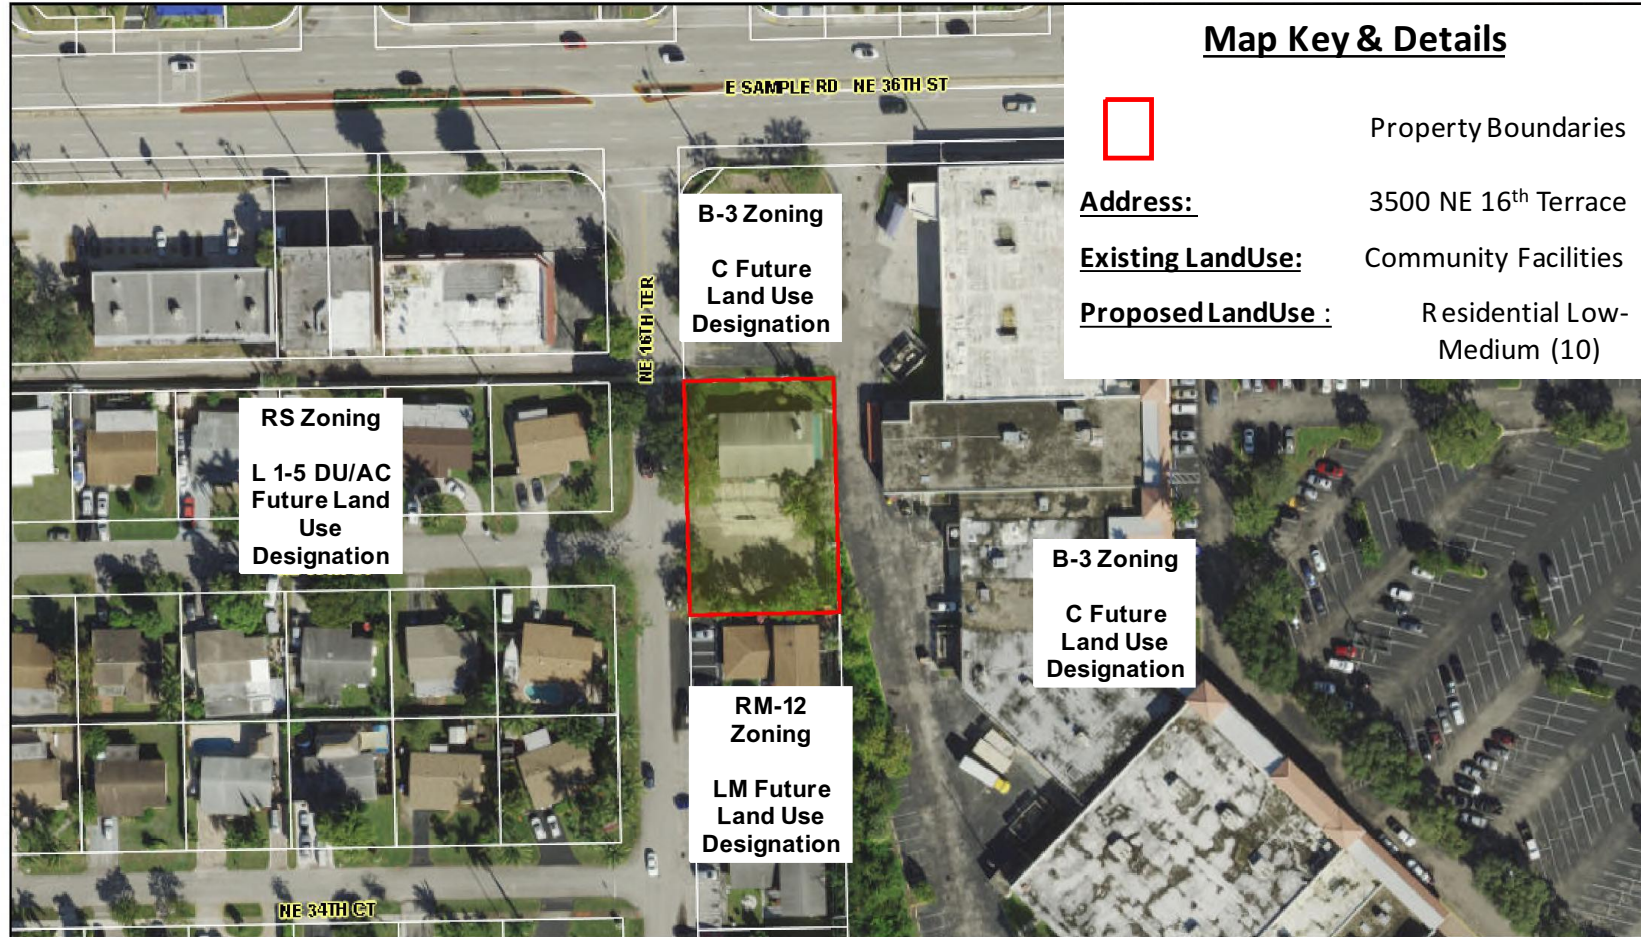 Map Key & Details
Property Boundaries
Address: 3500 NE 16th Terrace
Existing LandUse: Community Facilities
Proposed LandUse : Residential Low-
Medium (10)
E SAMPLE RD NE 36TH ST
NE 16TH TER
B-3 Zoning
C Future
Land Use
Designation
RS Zoning
L 1-5 DU/AC
Future Land
Use
Designation
B-3 Zoning
C Future
Land Use
Designation
RM-12
Zoning
LM Future
Land Use
Designation
NE 34TH CT